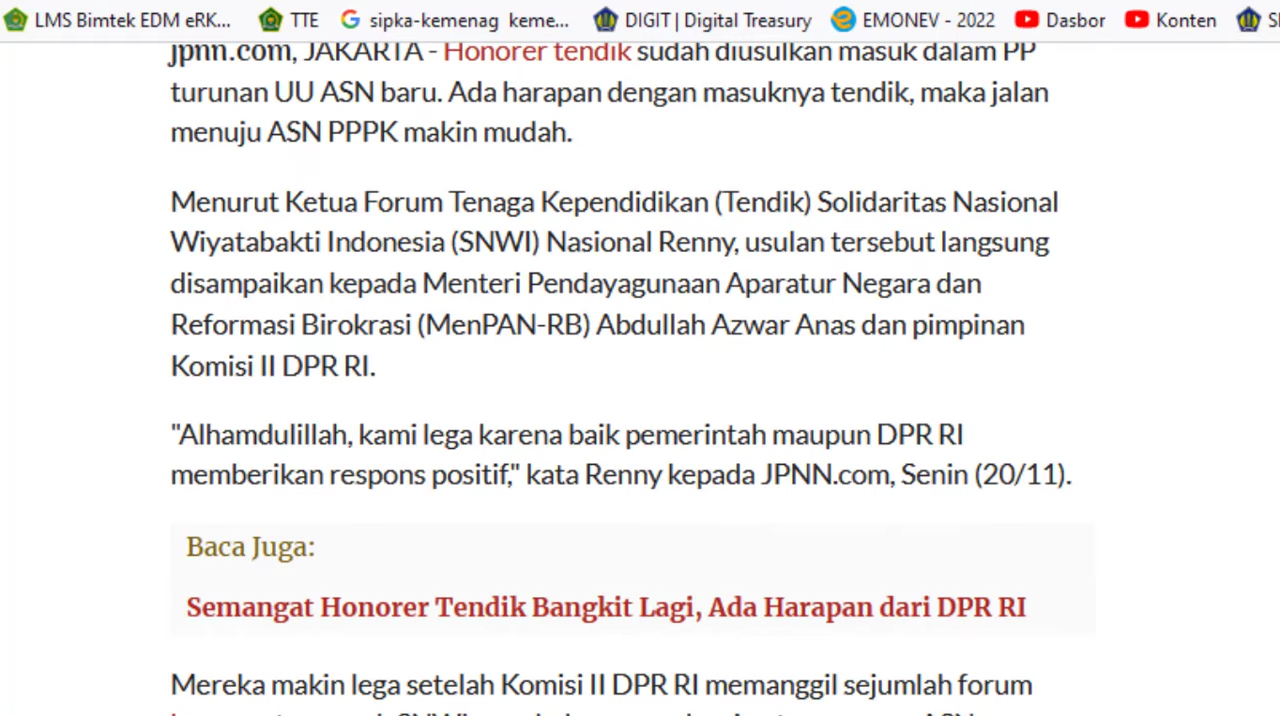 LMS Bimtek EDM eRK... TTE sipka-kemenag keme... DIGIT | Digital Treasury EMONEV - 2022 Dasbor Konten
jpnn.com, JAKARTA - Honorer tendik sudah diusulkan masuk dalam PP
turunan UU ASN baru. Ada harapan dengan masuknya tendik, maka jalan
menuju ASN PPPK makin mudah.
Menurut Ketua Forum Tenaga Kependidikan (Tendik) Solidaritas Nasional
Wiyatabakti Indonesia (SNWI) Nasional Renny, usulan tersebut langsung
disampaikan kepada Menteri Pendayagunaan Aparatur Negara dan
Reformasi Birokrasi (MenPAN-RB) Abdullah Azwar Anas dan pimpinan
Komisi II DPR RI.
"Alhamdulillah, kami lega karena baik pemerintah maupun DPR RI
memberikan respons positif," kata Renny kepada JPNN.com, Senin (20/11).
Baca Juga:
Semangat Honorer Tendik Bangkit Lagi, Ada Harapan dari DPR RI
Mereka makin lega setelah Komisi II DPR RI memanggil sejumlah forum